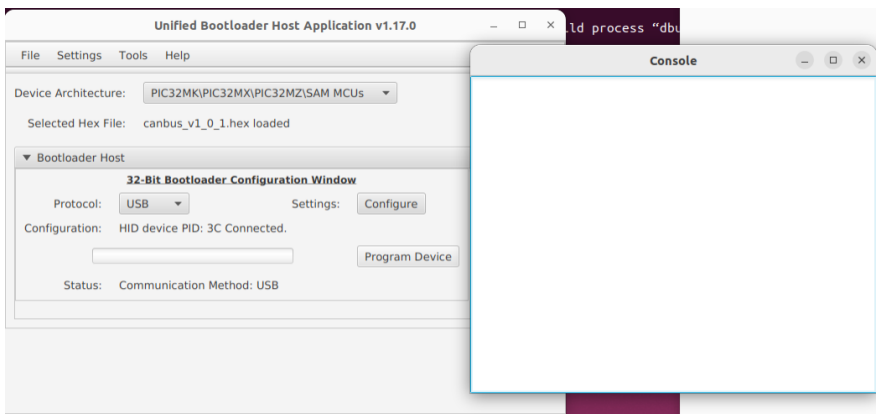 Unified Bootloader Host Application v1.17.0
ld process “dbu
File Settings Tools Help
Console
Device Architecture: PIC32MK\PIC32MX\PIC32MZ\SAM MCUs
Selected Hex File: canbus_v1_0_1.hex loaded
Bootloader Host
32-Bit Bootloader Configuration Window
Protocol: USB Settings: Configure
Configuration: HID device PID: 3C Connected.
Program Device
Status: Communication Method: USB